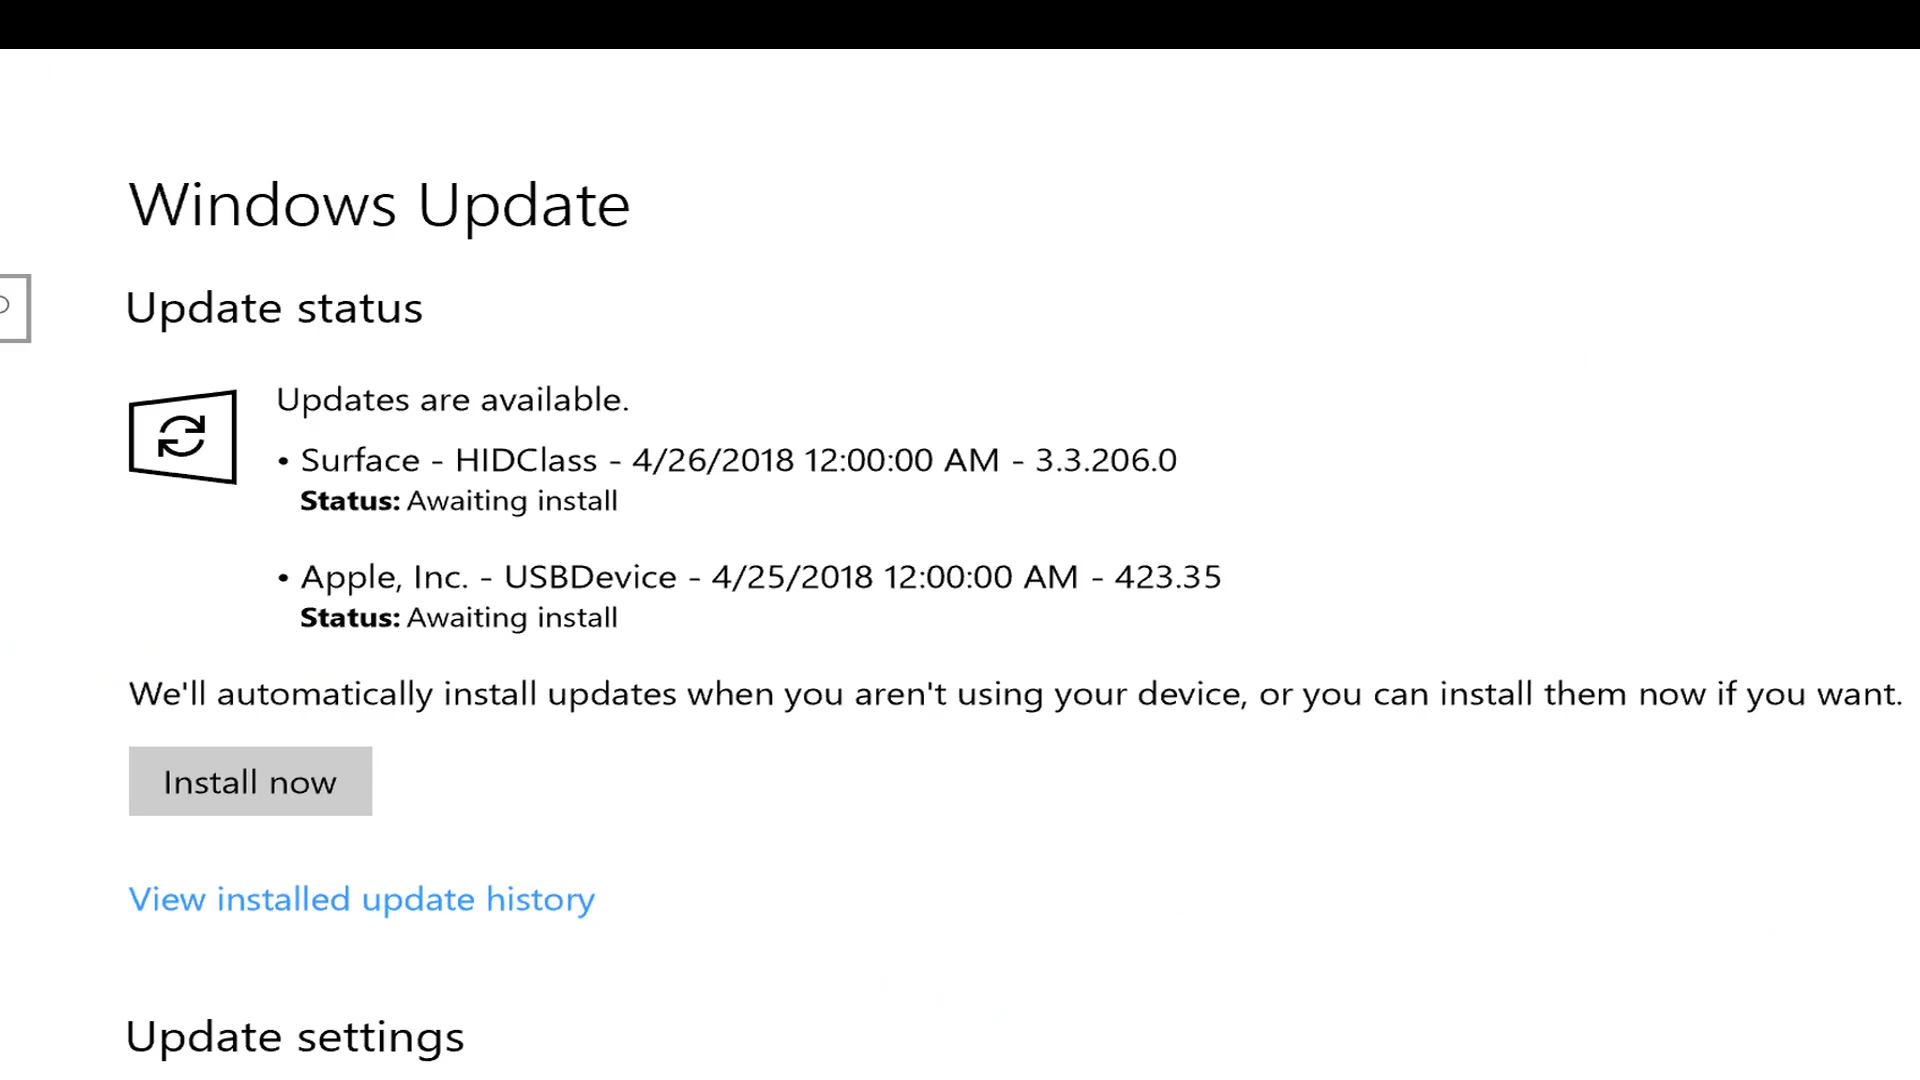 Windows Update
Update status
Updates are available.
• Surface - HIDClass - 4/26/2018 12:00:00 AM - 3.3.206.0
Status: Awaiting install
• Apple, Inc. - USBDevice - 4/25/2018 12:00:00 AM - 423.35
Status: Awaiting install
We'll automatically install updates when you aren't using your device, or you can install them now if you want.
Install now
View installed update history
Update settings